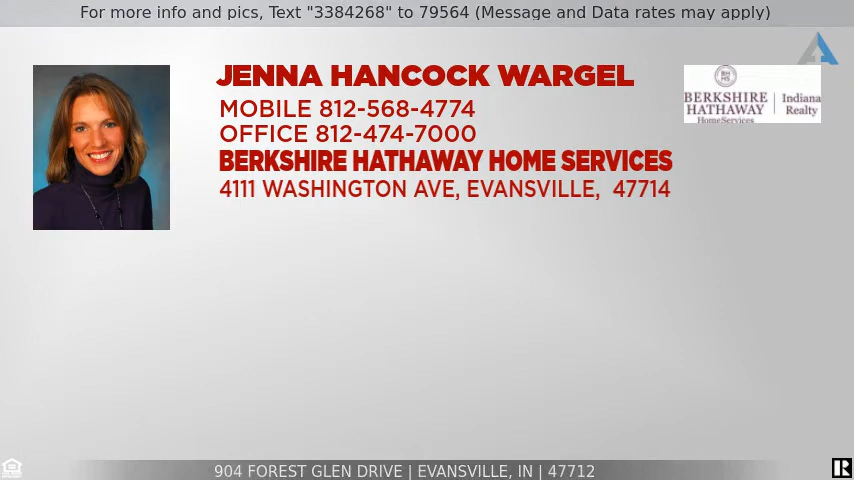 For more info and pics, Text "3384268" to 79564 (Message and Data rates may apply)
JENNA HANCOCK WARGEL
MOBILE 812-568-4774
OFFICE 812-474-7000
BERKSHIRE HATHAWAY HOME SERVICES
4111 WASHINGTON AVE, EVANSVILLE, 47714
BERKSHIRE
HATHAWAY
HomeServices
Indiana
Realty
904 FOREST GLEN DRIVE | EVANSVILLE, IN | 47712